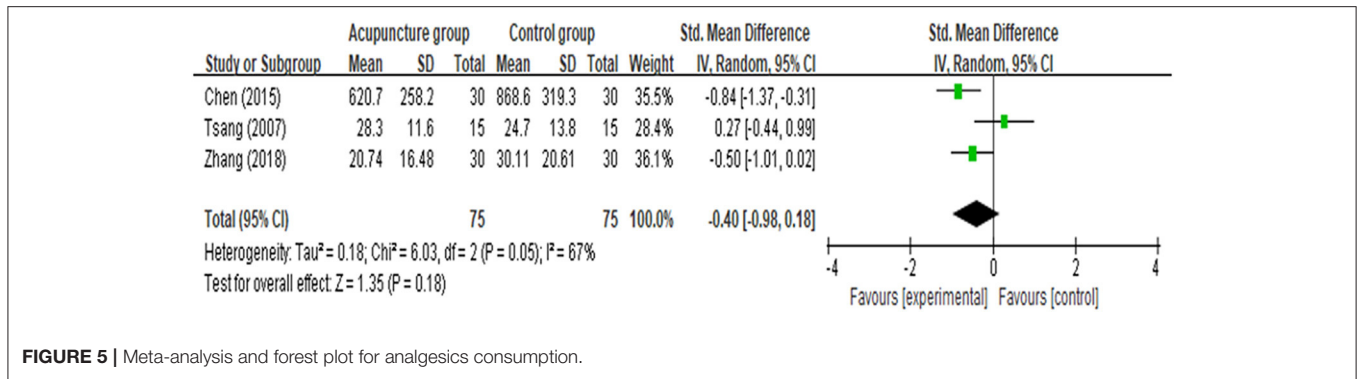 Acupuncture group Control group Std. Mean Difference Std. Mean Difference
Study or Subgroup Mean SD Total Mean SD Total Weight IV, Random, 95% CI IV, Random, 95% CI
Chen (2015) 620.7 258.2 30 868.6 319.3 30 35.5% -0.84 [-1.37, -0.31]
Tsang (2007) 28.3 11.6 15 24.7 13.8 15 28.4% 0.27 [-0.44, 0.99]
Zhang (2018) 20.74 16.48 30 30.11 20.61 30 36.1% -0.50 [-1.01, 0.02]
Total (95% CI) 75 75 100.0% -0.40 [-0.98, 0.18]
Heterogeneity: Tau² = 0.18; Chi² = 6.03, df = 2 (P = 0.05); I² = 67%
Test for overall effect: Z = 1.35 (P = 0.18)
-4 -2 0 2 4
Favours [experimental] Favours [control]
FIGURE 5 | Meta-analysis and forest plot for analgesics consumption.